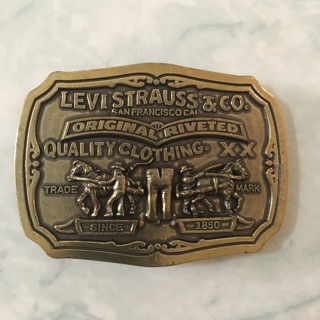 LEVI STRAUSS & CO.
SAN FRANCISCO CAL
ORIGINAL RIVETED
QUALITY CLOTHING. XX
TRADE MARK
SINCE 1850